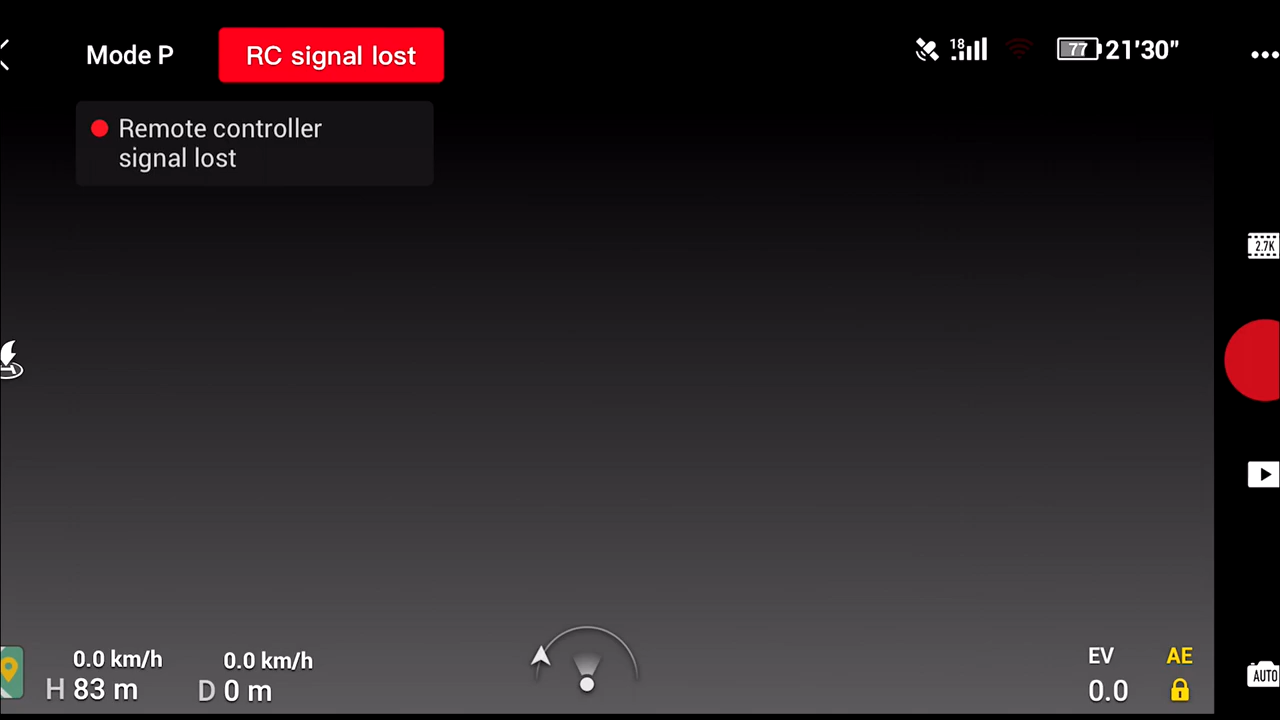 Mode P
RC signal lost
18
77
21'30"
Remote controller
signal lost
2.7K
0.0 km/h
0.0 km/h
H 83 m
D 0 m
EV
AE
0.0
AUTO